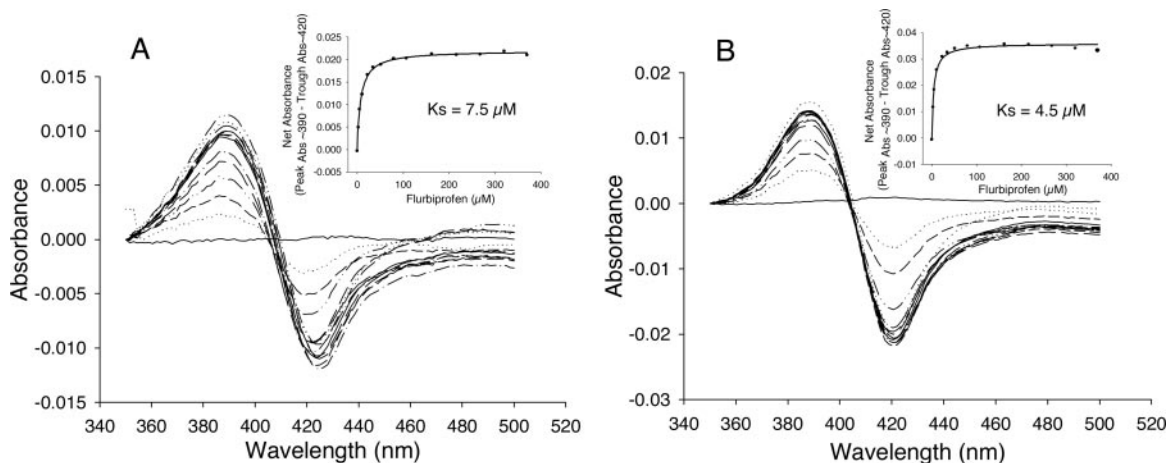 A
Absorbance
0.015
0.010
0.005
0.000
-0.005
-0.010
-0.015
340 360 380 400 420 440 460 480 500 520
Wavelength (nm)
Net Absorbance
(Peak Abs ~390 - Trough Abs~420)
0.030
0.025
0.020
0.015
0.010
0.005
0.000
-0.005
Ks = 7.5 µM
0 100 200 300 400
Flurbiprofen (µM)
B
Absorbance
0.02
0.01
0.00
-0.01
-0.02
-0.03
340 360 380 400 420 440 460 480 500 520
Wavelength (nm)
Net Absorbance
(Peak Abs ~390 - Trough Abs~420)
0.04
0.03
0.02
0.01
0.00
-0.01
Ks = 4.5 µM
0 100 200 300 400
Flurbiprofen (µM)